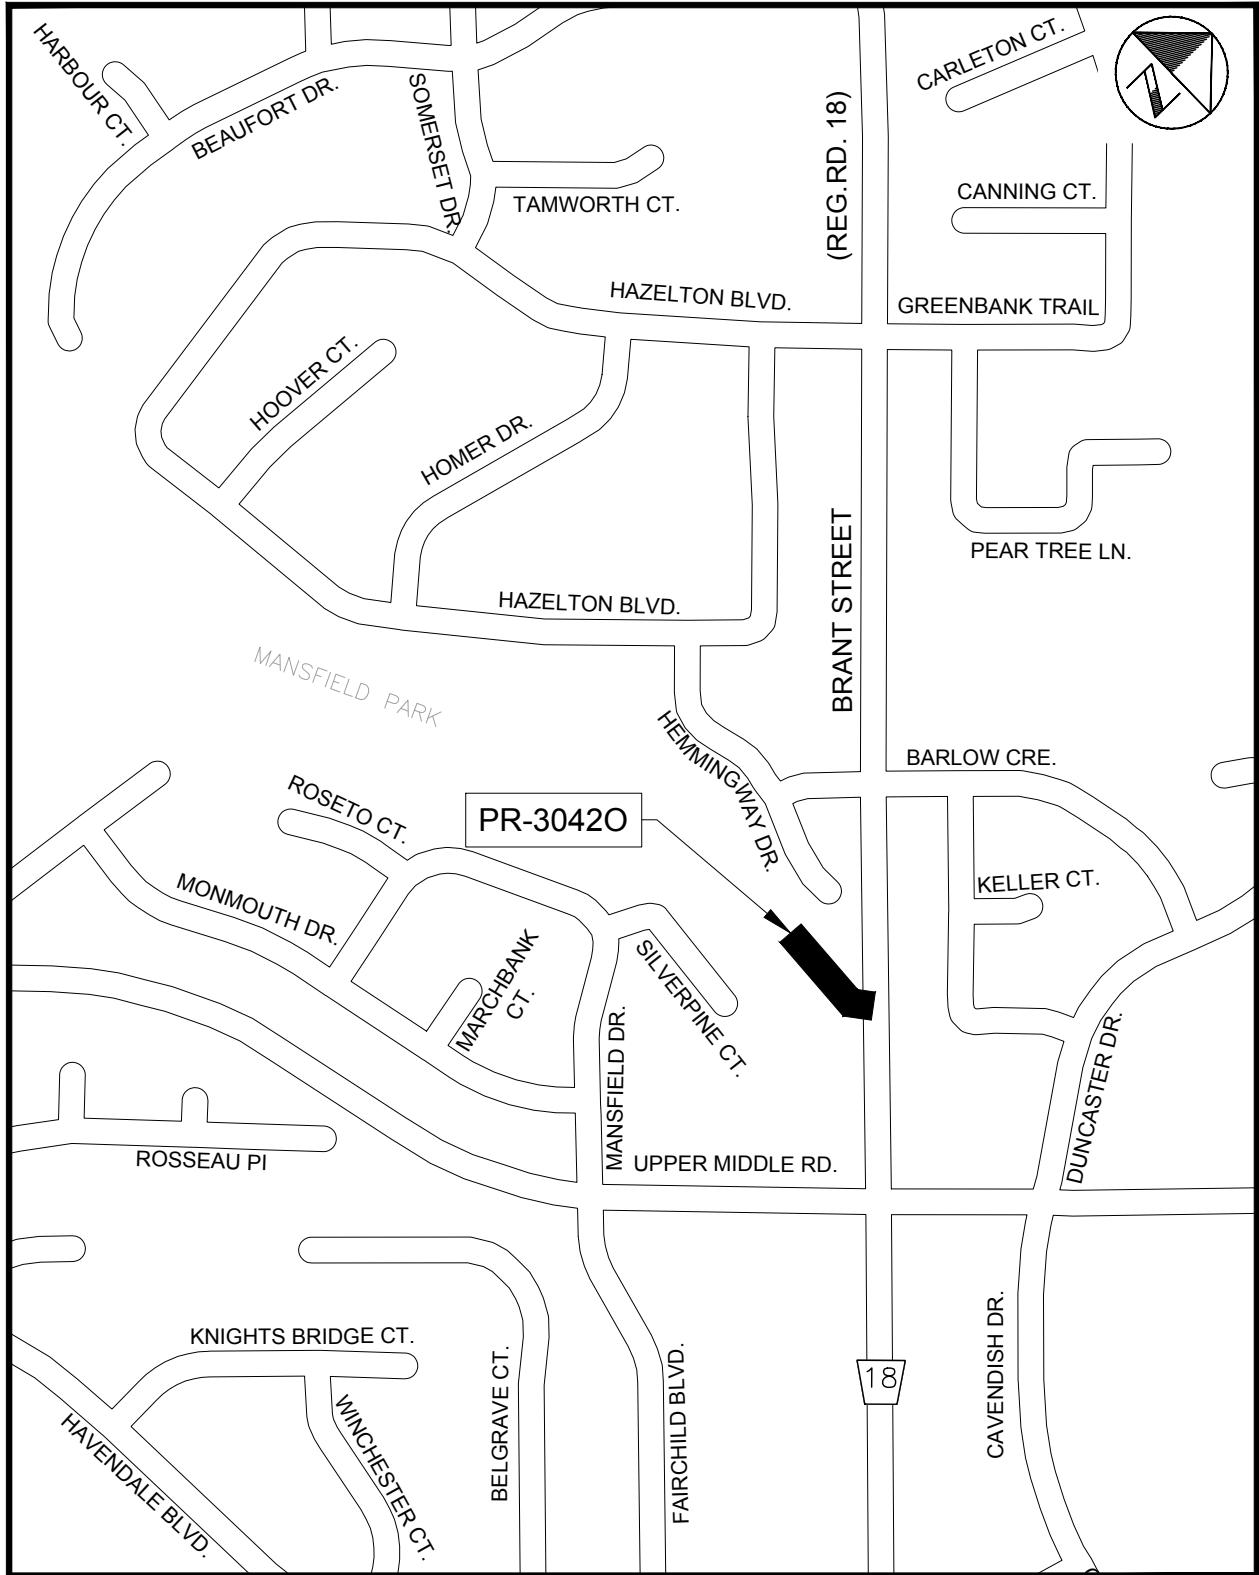 HARBOUR CT.
BEAUFORT DR.
SOMERSET DR.
TAMWORTH CT.
(REG.RD. 18)
CARLETON CT.
CANNING CT.
HAZELTON BLVD.
GREENBANK TRAIL
HOOVER CT.
HOMER DR.
PEAR TREE LN.
BRANT STREET
HAZELTON BLVD.
MANSFIELD PARK
HEMMINGWAY DR.
BARLOW CRE.
ROSETO CT.
PR-3042O
KELLER CT.
MONMOUTH DR.
MARCHBANK
CT.
SILVERPINE CT.
MANSFIELD DR.
DUNCASTER DR.
ROSSEAU Pl
UPPER MIDDLE RD.
KNIGHTS BRIDGE CT.
BELGRAVE CT.
FAIRCHILD BLVD.
18
CAVENDISH DR.
HAVENDALE BLVD.
WINCHESTER CT.